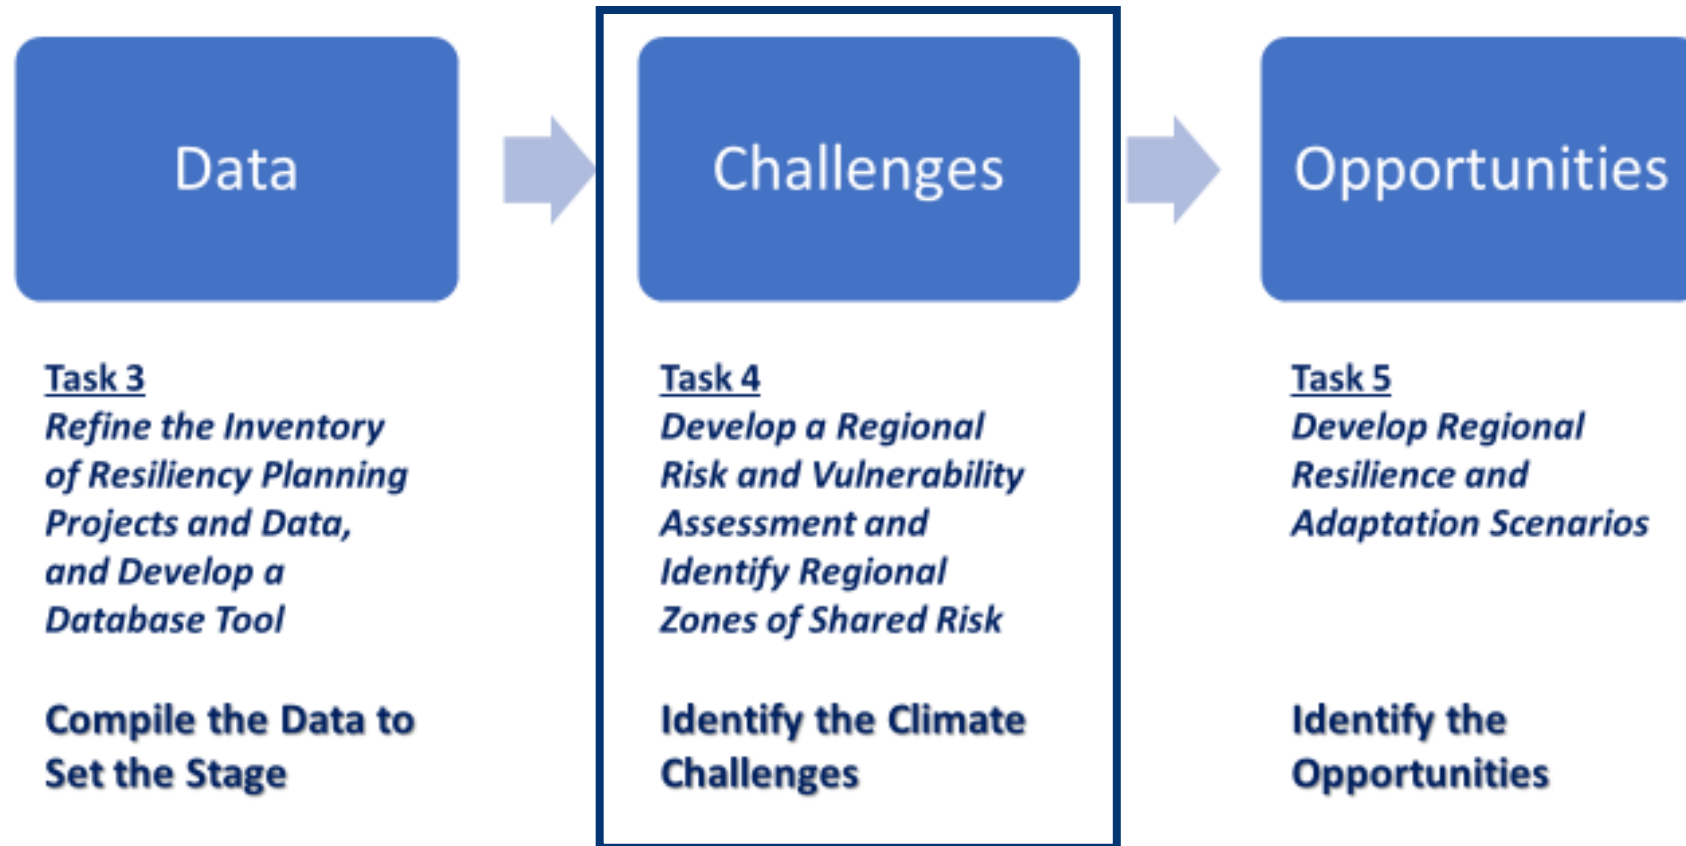 Data
Challenges
Opportunities
Task 3
Refine the Inventory
of Resiliency Planning
Projects and Data,
and Develop a
Database Tool
Compile the Data to
Set the Stage
Task 4
Develop a Regional
Risk and Vulnerability
Assessment and
Identify Regional
Zones of Shared Risk
Identify the Climate
Challenges
Task 5
Develop Regional
Resilience and
Adaptation Scenarios
Identify the
Opportunities